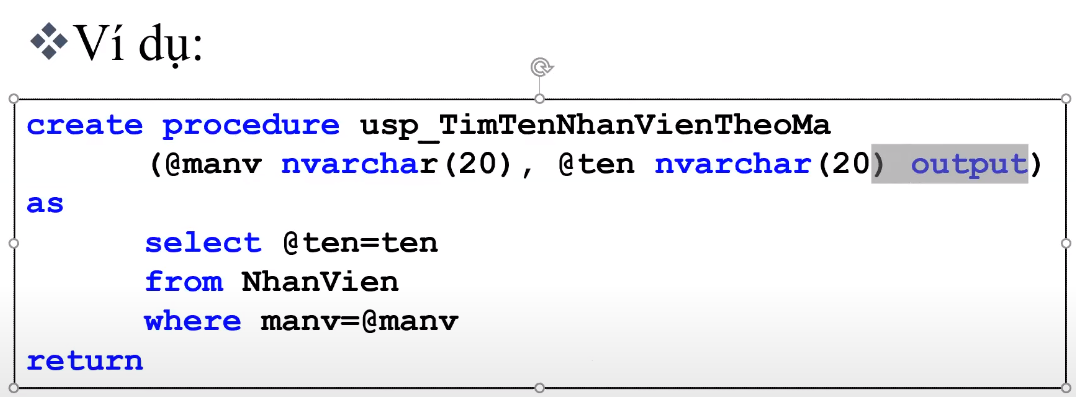 Ví dụ:
create procedure usp_TimTenNhanVienTheoMa
(@manv nvarchar(20), @ten nvarchar(20) output)
as
select @ten=ten
from NhanVien
where manv=@manv
return